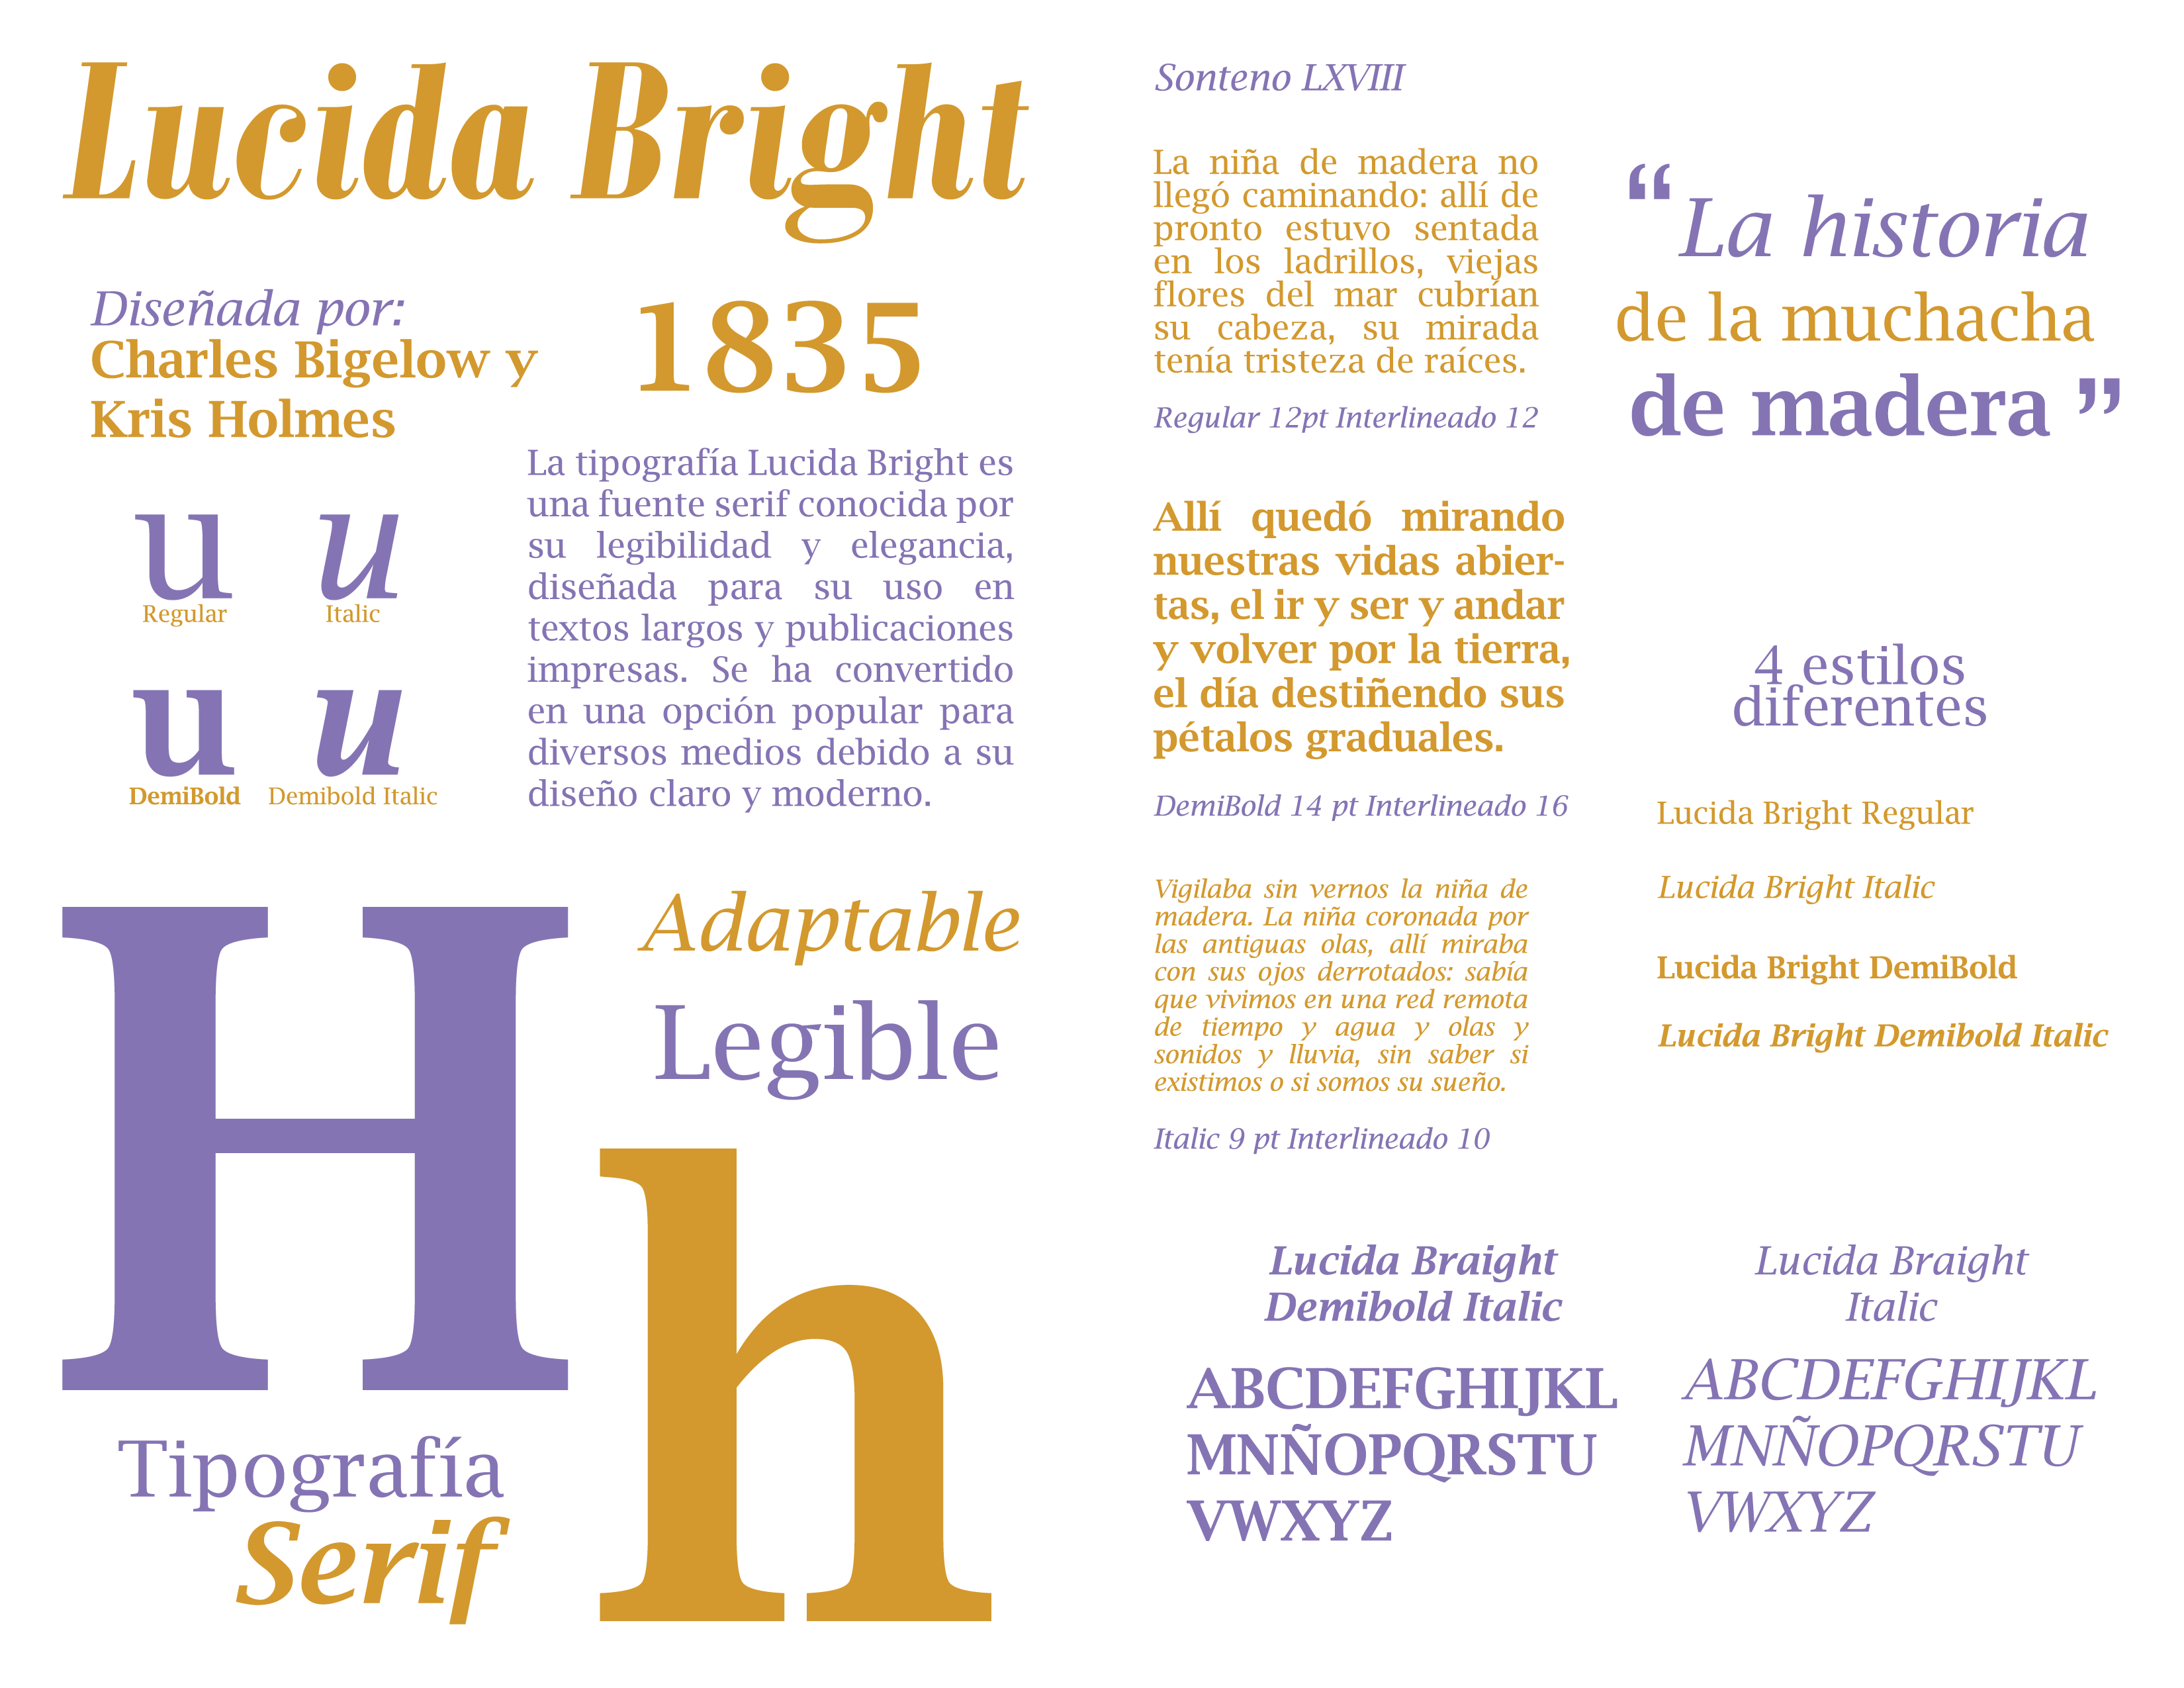 Lucida Bright
Diseñada por:
Charles Bigelow y
Kris Holmes
1835
u u
Regular Italic
u u
DemiBold Demibold Italic
La tipografía Lucida Bright es
una fuente serif conocida por
su legibilidad y elegancia,
diseñada para su uso en
textos largos y publicaciones
impresas. Se ha convertido
en una opción popular para
diversos medios debido a su
diseño claro y moderno.
H
Adaptable
Legible
h
Tipografía
Serif
Sonteno LXVIII
La niña de madera no
llegó caminando: allí de
pronto estuvo sentada
en los ladrillos, viejas
flores del mar cubrían
su cabeza, su mirada
tenía tristeza de raíces.
Regular 12pt Interlineado 12
Allí quedó mirando
nuestras vidas abier-
tas, el ir y ser y andar
y volver por la tierra,
el día destiñendo sus
pétalos graduales.
DemiBold 14 pt Interlineado 16
Vigilaba sin vernos la niña de
madera. La niña coronada por
las antiguas olas, allí miraba
con sus ojos derrotados: sabía
que vivimos en una red remota
de tiempo y agua y olas y
sonidos y lluvia, sin saber si
existimos o si somos su sueño.
Italic 9 pt Interlineado 10
“La historia
de la muchacha
de madera”
4 estilos
diferentes
Lucida Bright Regular
Lucida Bright Italic
Lucida Bright DemiBold
Lucida Bright Demibold Italic
Lucida Braight
Demibold Italic
ABCDEFGHIJKL
MNÑOPQRSTU
VWXYZ
Lucida Braight
Italic
ABCDEFGHIJKL
MNÑOPQRSTU
VWXYZ